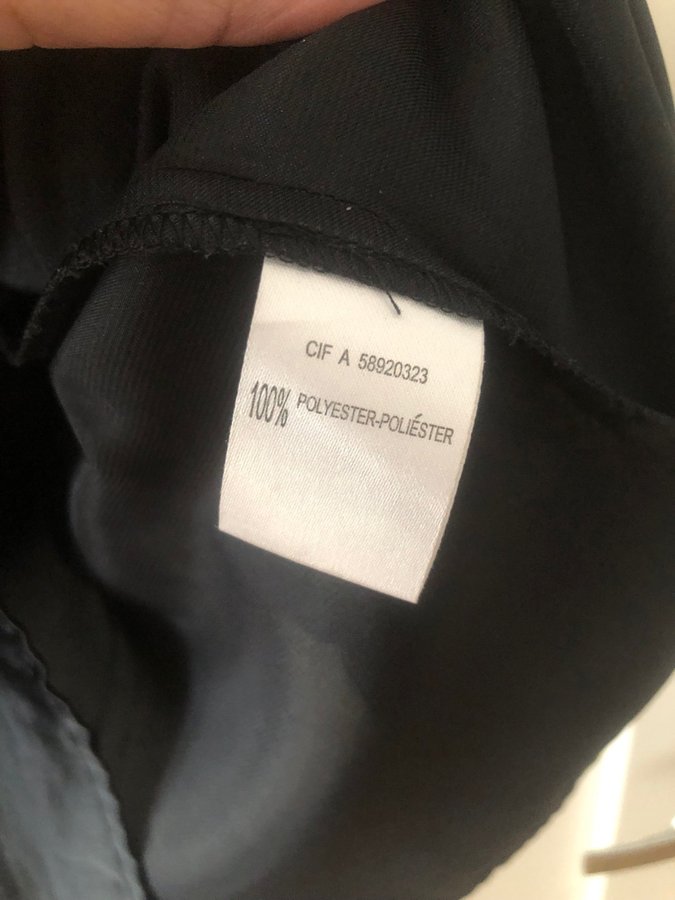 CIF A 58920323
100% POLYESTER-POLIÉSTER